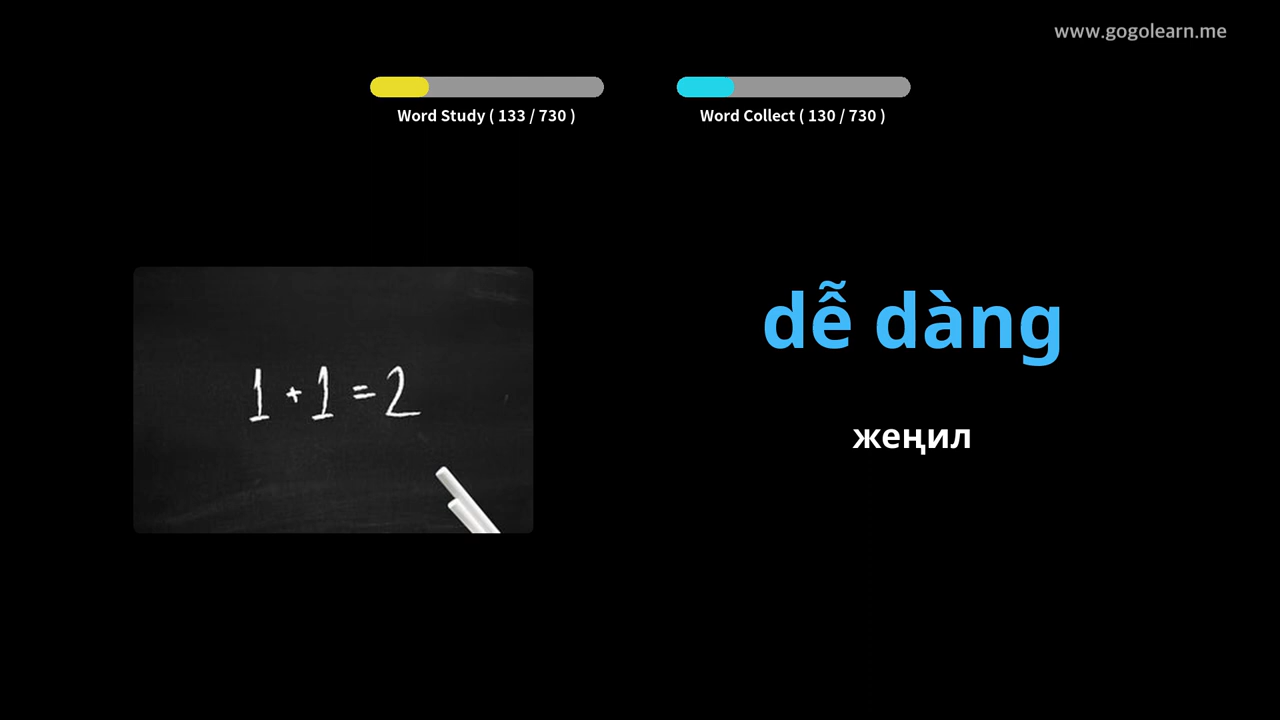 www.gogolearn.me
Word Study ( 133 / 730 )
Word Collect ( 130 / 730 )
1 + 1 = 2
dễ dàng
жеңил